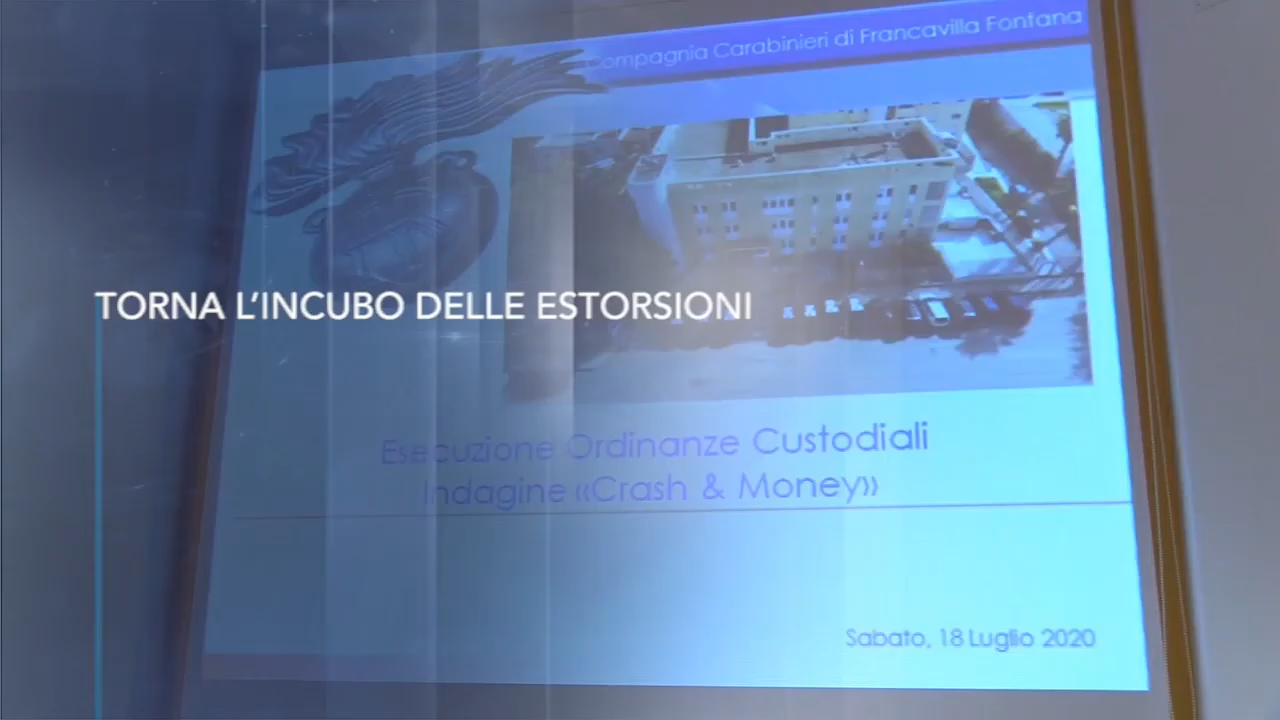 Compagnia Carabinieri di Francavilla Fontana
TORNA L'INCUBO DELLE ESTORSIONI
Esecuzione Ordinanze Custodiali
Indagine «Crash & Money»
Sabato, 18 Luglio 2020